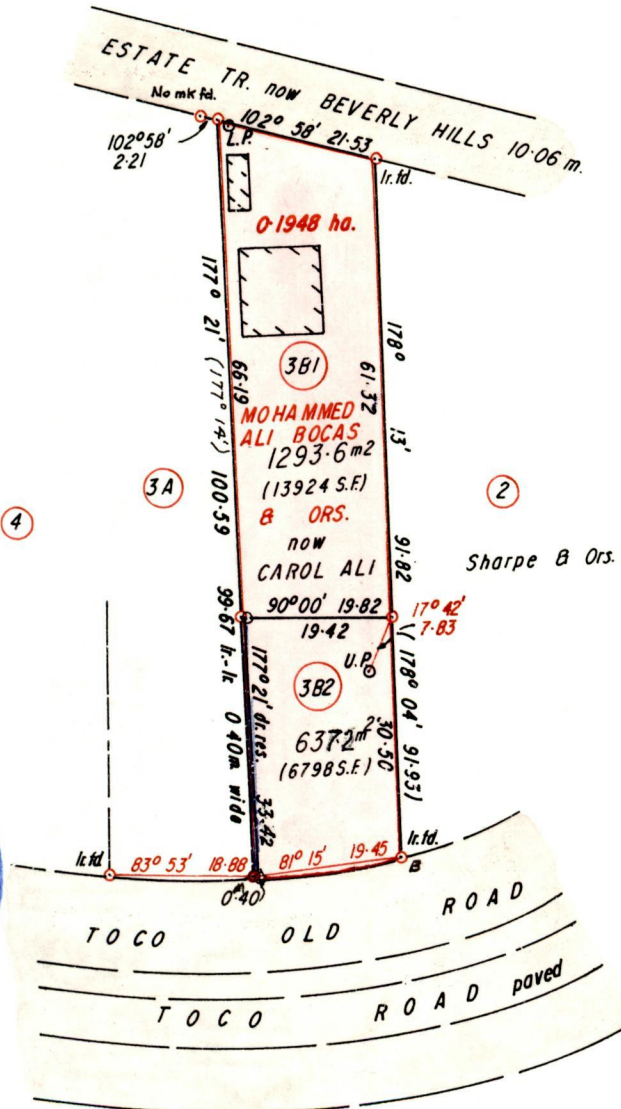 ESTATE TR. now BEVERLY HILLS 10·06 m.
No mk fd.
102° 58' 21·53
102° 58'
2·21
L.P.
Ir.fd.
0·1948 ha.
177° 21' (177° 14') 100·59
66·19
178° 13' 91·82
61·32
3B1
MOHAMMED
ALI BOCAS
1293·6 m2
(13924 S.F.)
& ORS.
now
CAROL ALI
3A
4
2
Sharpe & Ors.
90°00' 19·82
19·42
17° 42'
7·83
U.P.
99·67 Ir.-Ir. 0·40m wide
177° 21' dr. res. 33·42
3B2
(178° 04' 91·93)
30·50
(6798 S.F.)
Ir.fd
83° 53' 18·88
81° 15' 19·45
Ir.fd.
B
0·40
TOCO OLD ROAD
TOCO ROAD paved